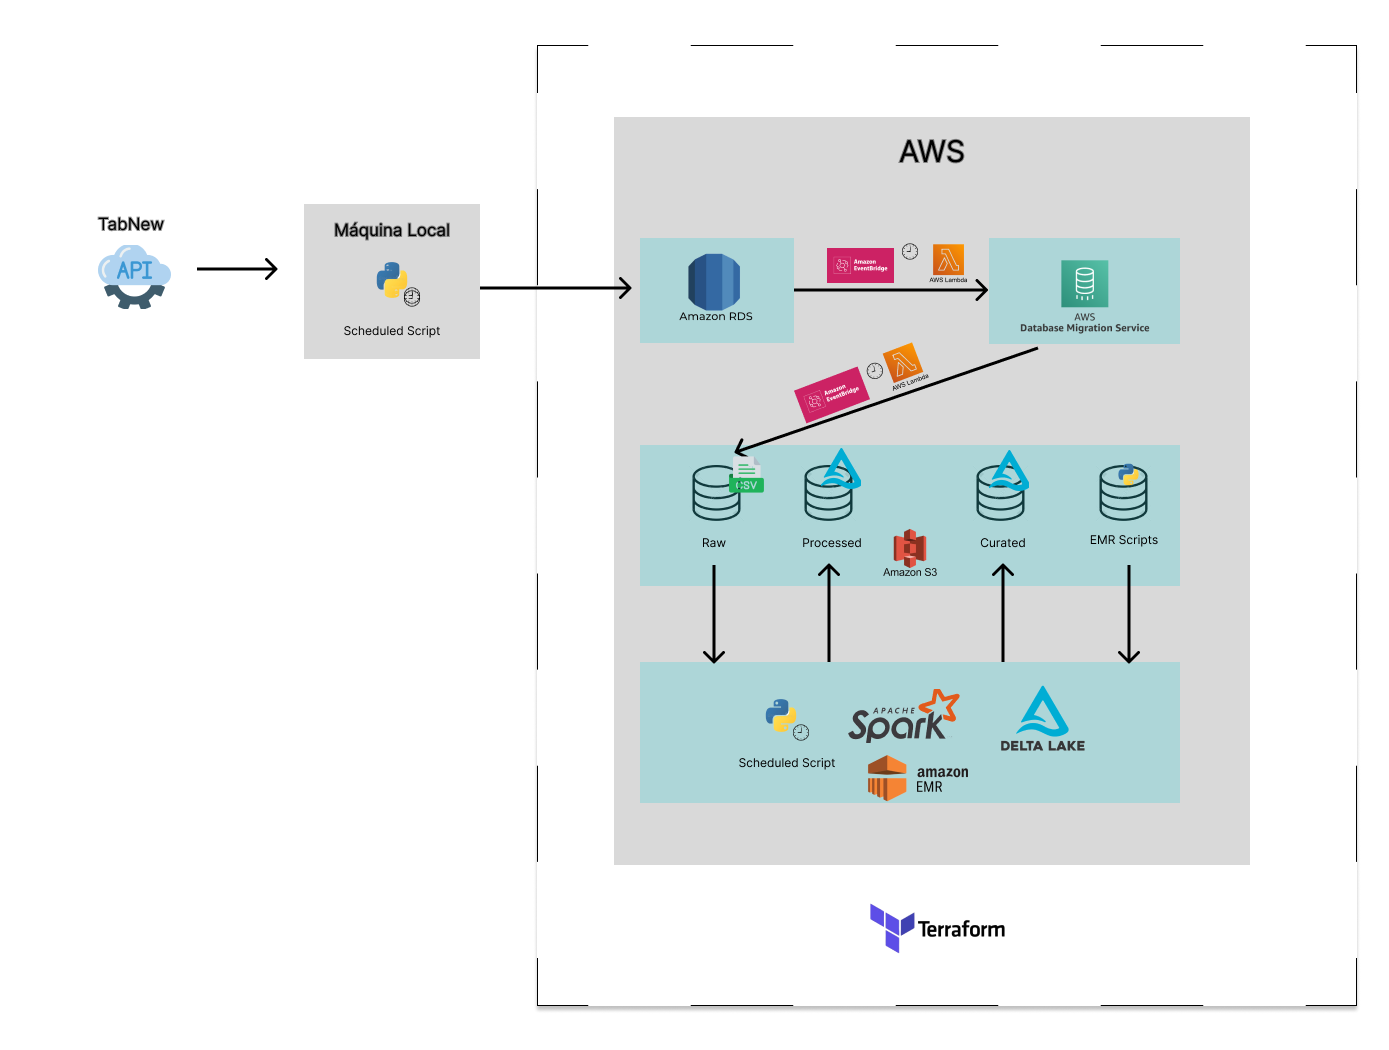 AWS
TabNew
API
Máquina Local
Scheduled Script
Amazon RDS
Amazon
EventBridge
AWS Lambda
AWS
Database Migration Service
Amazon
EventBridge
AWS Lambda
CSV
Raw
Processed
Curated
EMR Scripts
Amazon S3
Scheduled Script
APACHE
Spark
DELTA LAKE
amazon
EMR
Terraform